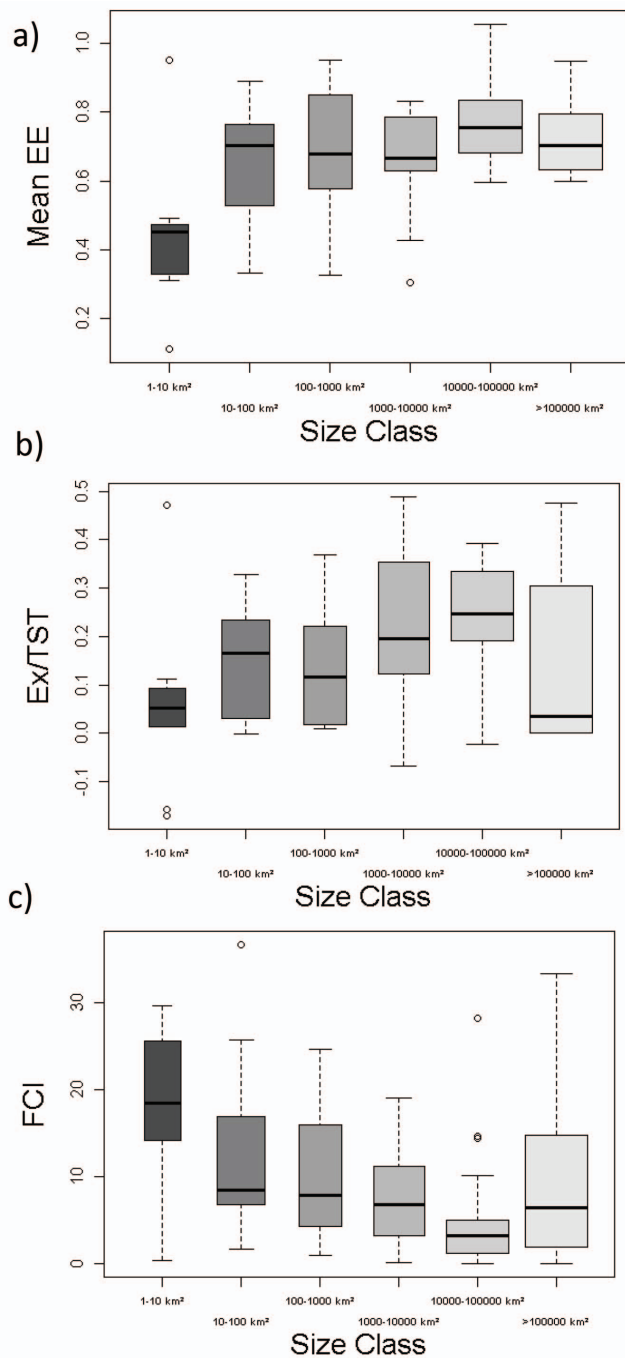 a)
Mean EE
1.0
0.8
0.6
0.4
0.2
1-10 km²
100-1000 km²
10000-100000 km²
10-100 km²
1000-10000 km²
>100000 km²
Size Class
b)
Ex/TST
0.5
0.4
0.3
0.2
0.1
0.0
-0.1
1-10 km²
100-1000 km²
10000-100000 km²
10-100 km²
1000-10000 km²
>100000 km²
Size Class
c)
FCI
30
20
10
0
1-10 km²
100-1000 km²
10000-100000 km²
10-100 km²
1000-10000 km²
>100000 km²
Size Class